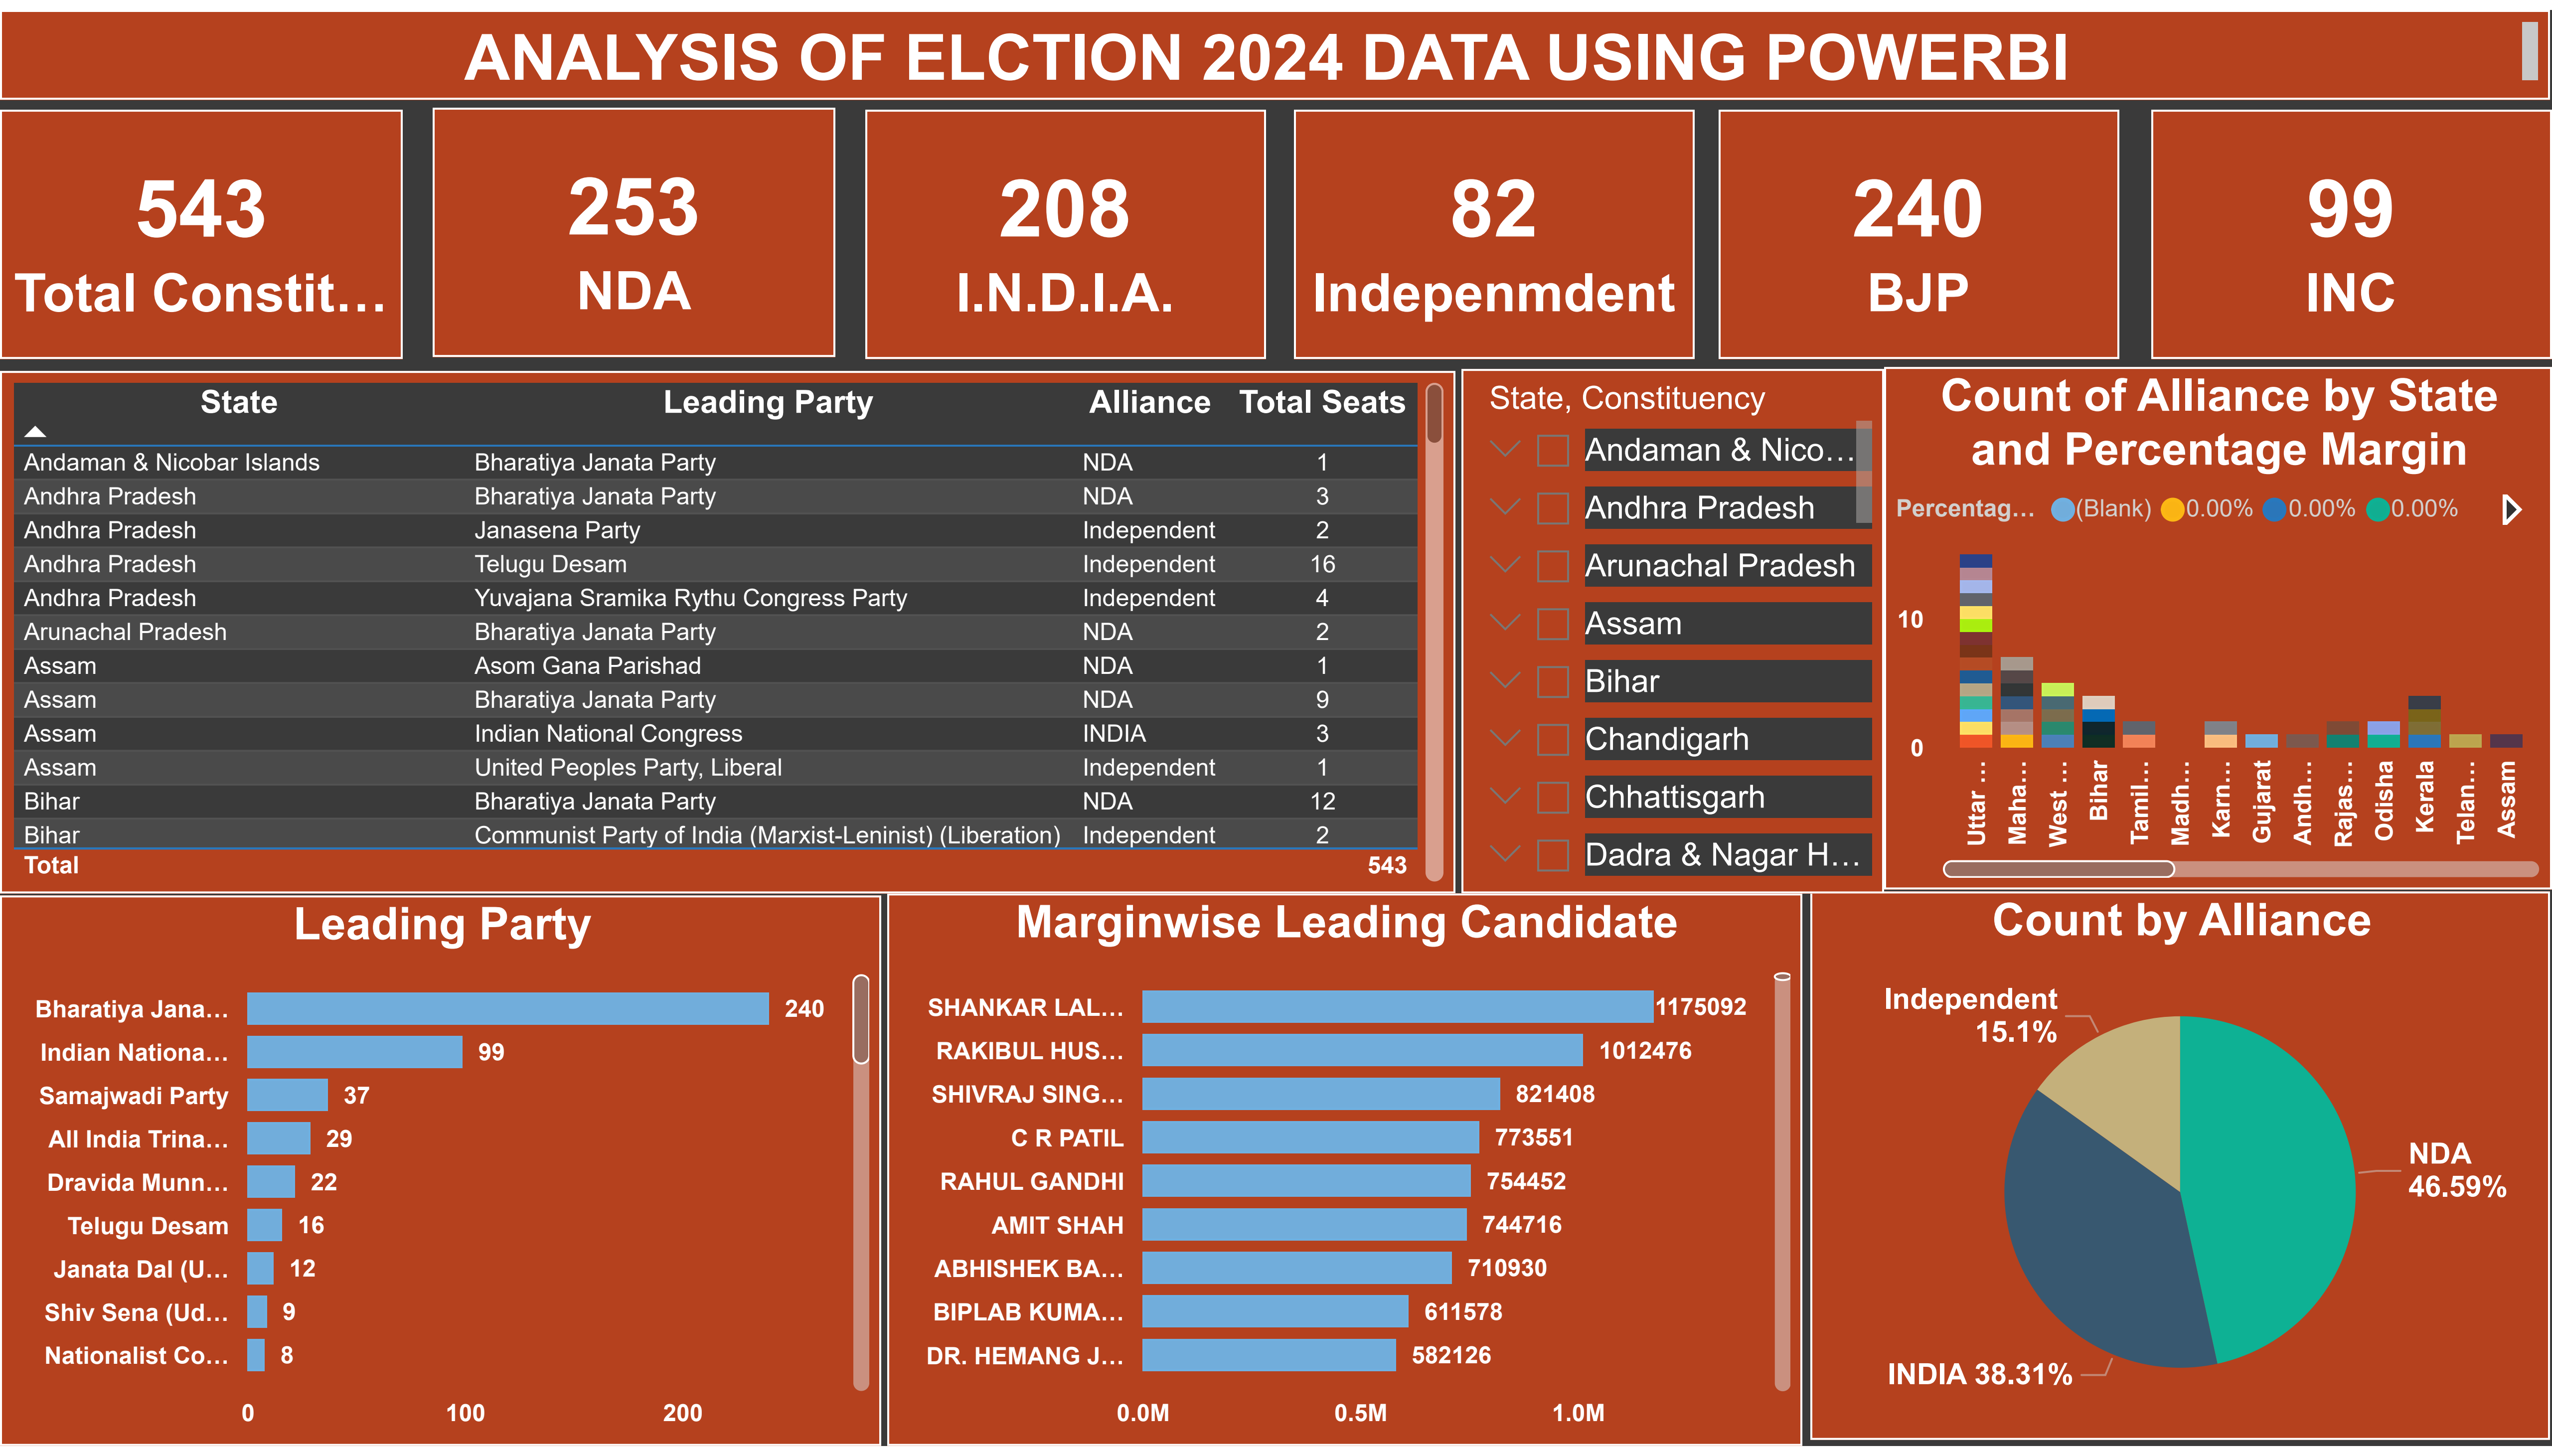 ANALYSIS OF ELCTION 2024 DATA USING POWERBI
543
Total Constit...
253
NDA
208
I.N.D.I.A.
82
Indepenmdent
240
BJP
99
INC
State Leading Party Alliance Total Seats
Andaman & Nicobar Islands Bharatiya Janata Party NDA 1
Andhra Pradesh Bharatiya Janata Party NDA 3
Andhra Pradesh Janasena Party Independent 2
Andhra Pradesh Telugu Desam Independent 16
Andhra Pradesh Yuvajana Sramika Rythu Congress Party Independent 4
Arunachal Pradesh Bharatiya Janata Party NDA 2
Assam Asom Gana Parishad NDA 1
Assam Bharatiya Janata Party NDA 9
Assam Indian National Congress INDIA 3
Assam United Peoples Party, Liberal Independent 1
Bihar Bharatiya Janata Party NDA 12
Bihar Communist Party of India (Marxist-Leninist) (Liberation) Independent 2
Total 543
State, Constituency
Andaman & Nico...
Andhra Pradesh
Arunachal Pradesh
Assam
Bihar
Chandigarh
Chhattisgarh
Dadra & Nagar H...
Count of Alliance by State
and Percentage Margin
Percentag... (Blank) 0.00% 0.00% 0.00%
10
0
Uttar ...
Maha...
West ...
Bihar
Tamil...
Madh...
Karn...
Gujarat
Andh...
Rajas...
Odisha
Kerala
Telan...
Assam
Leading Party
Bharatiya Jana... 240
Indian Nationa... 99
Samajwadi Party 37
All India Trina... 29
Dravida Munn... 22
Telugu Desam 16
Janata Dal (U... 12
Shiv Sena (Ud... 9
Nationalist Co... 8
0 100 200
Marginwise Leading Candidate
SHANKAR LAL... 1175092
RAKIBUL HUS... 1012476
SHIVRAJ SING... 821408
C R PATIL 773551
RAHUL GANDHI 754452
AMIT SHAH 744716
ABHISHEK BA... 710930
BIPLAB KUMA... 611578
DR. HEMANG J... 582126
0.0M 0.5M 1.0M
Count by Alliance
Independent
15.1%
NDA
46.59%
INDIA 38.31%